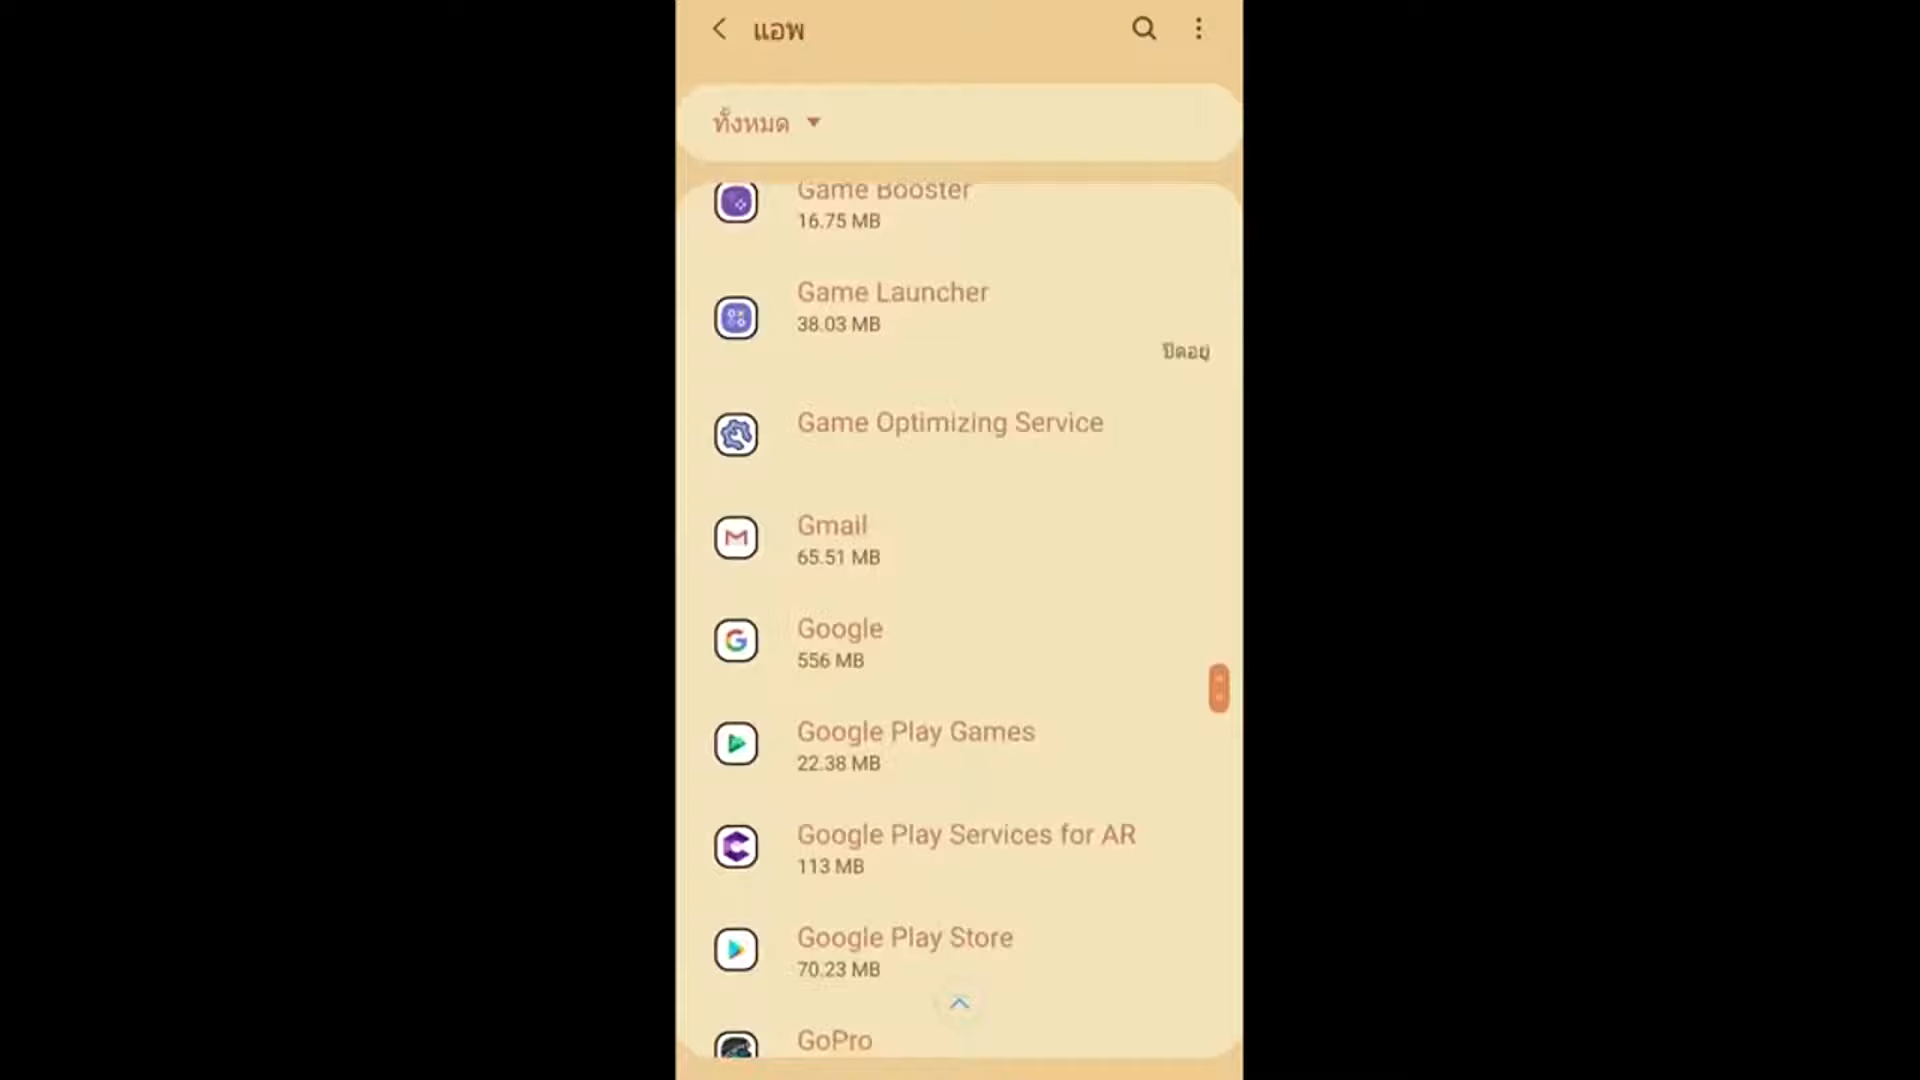 แอพ
ทั้งหมด
Game Booster
16.75 MB
Game Launcher
38.03 MB
ปิดอยู่
Game Optimizing Service
Gmail
65.51 MB
Google
556 MB
Google Play Games
22.38 MB
Google Play Services for AR
113 MB
Google Play Store
70.23 MB
GoPro